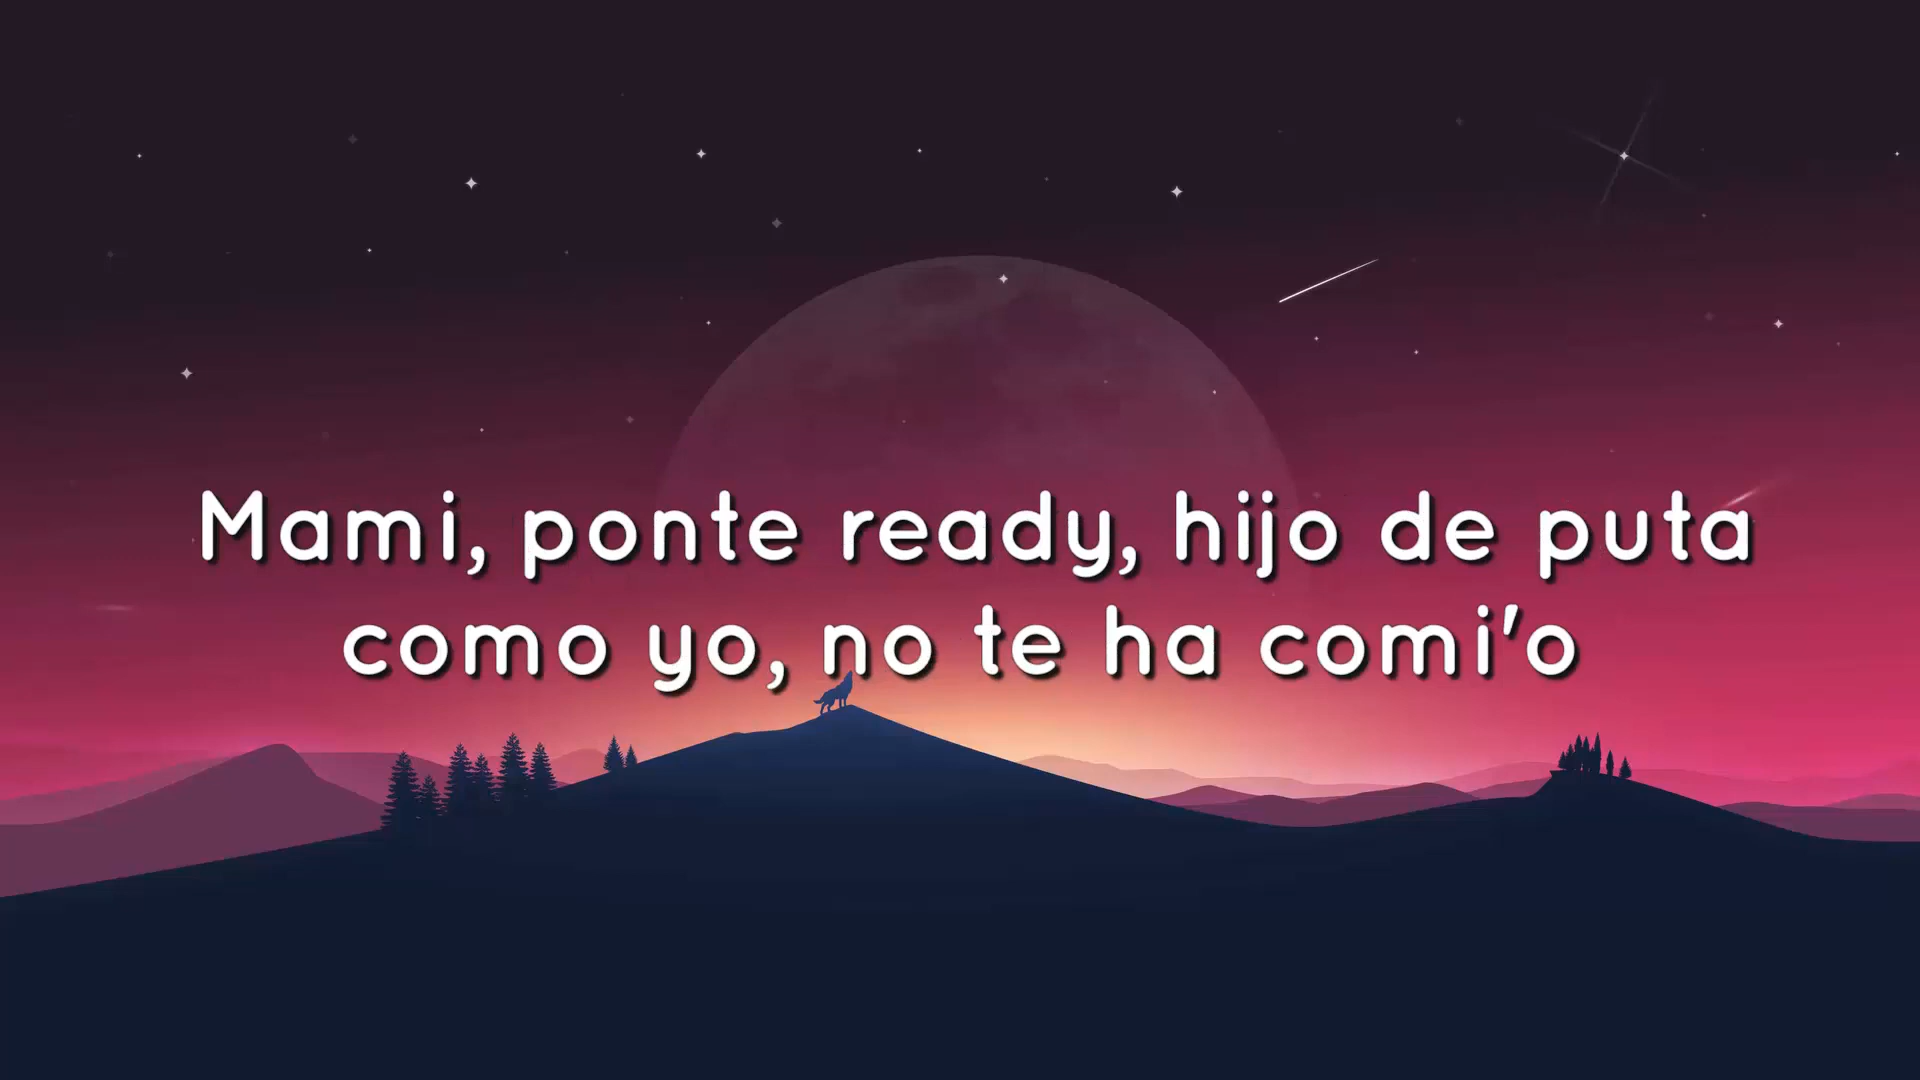 Mami, ponte ready, hijo de puta
como yo, no te ha comi'o